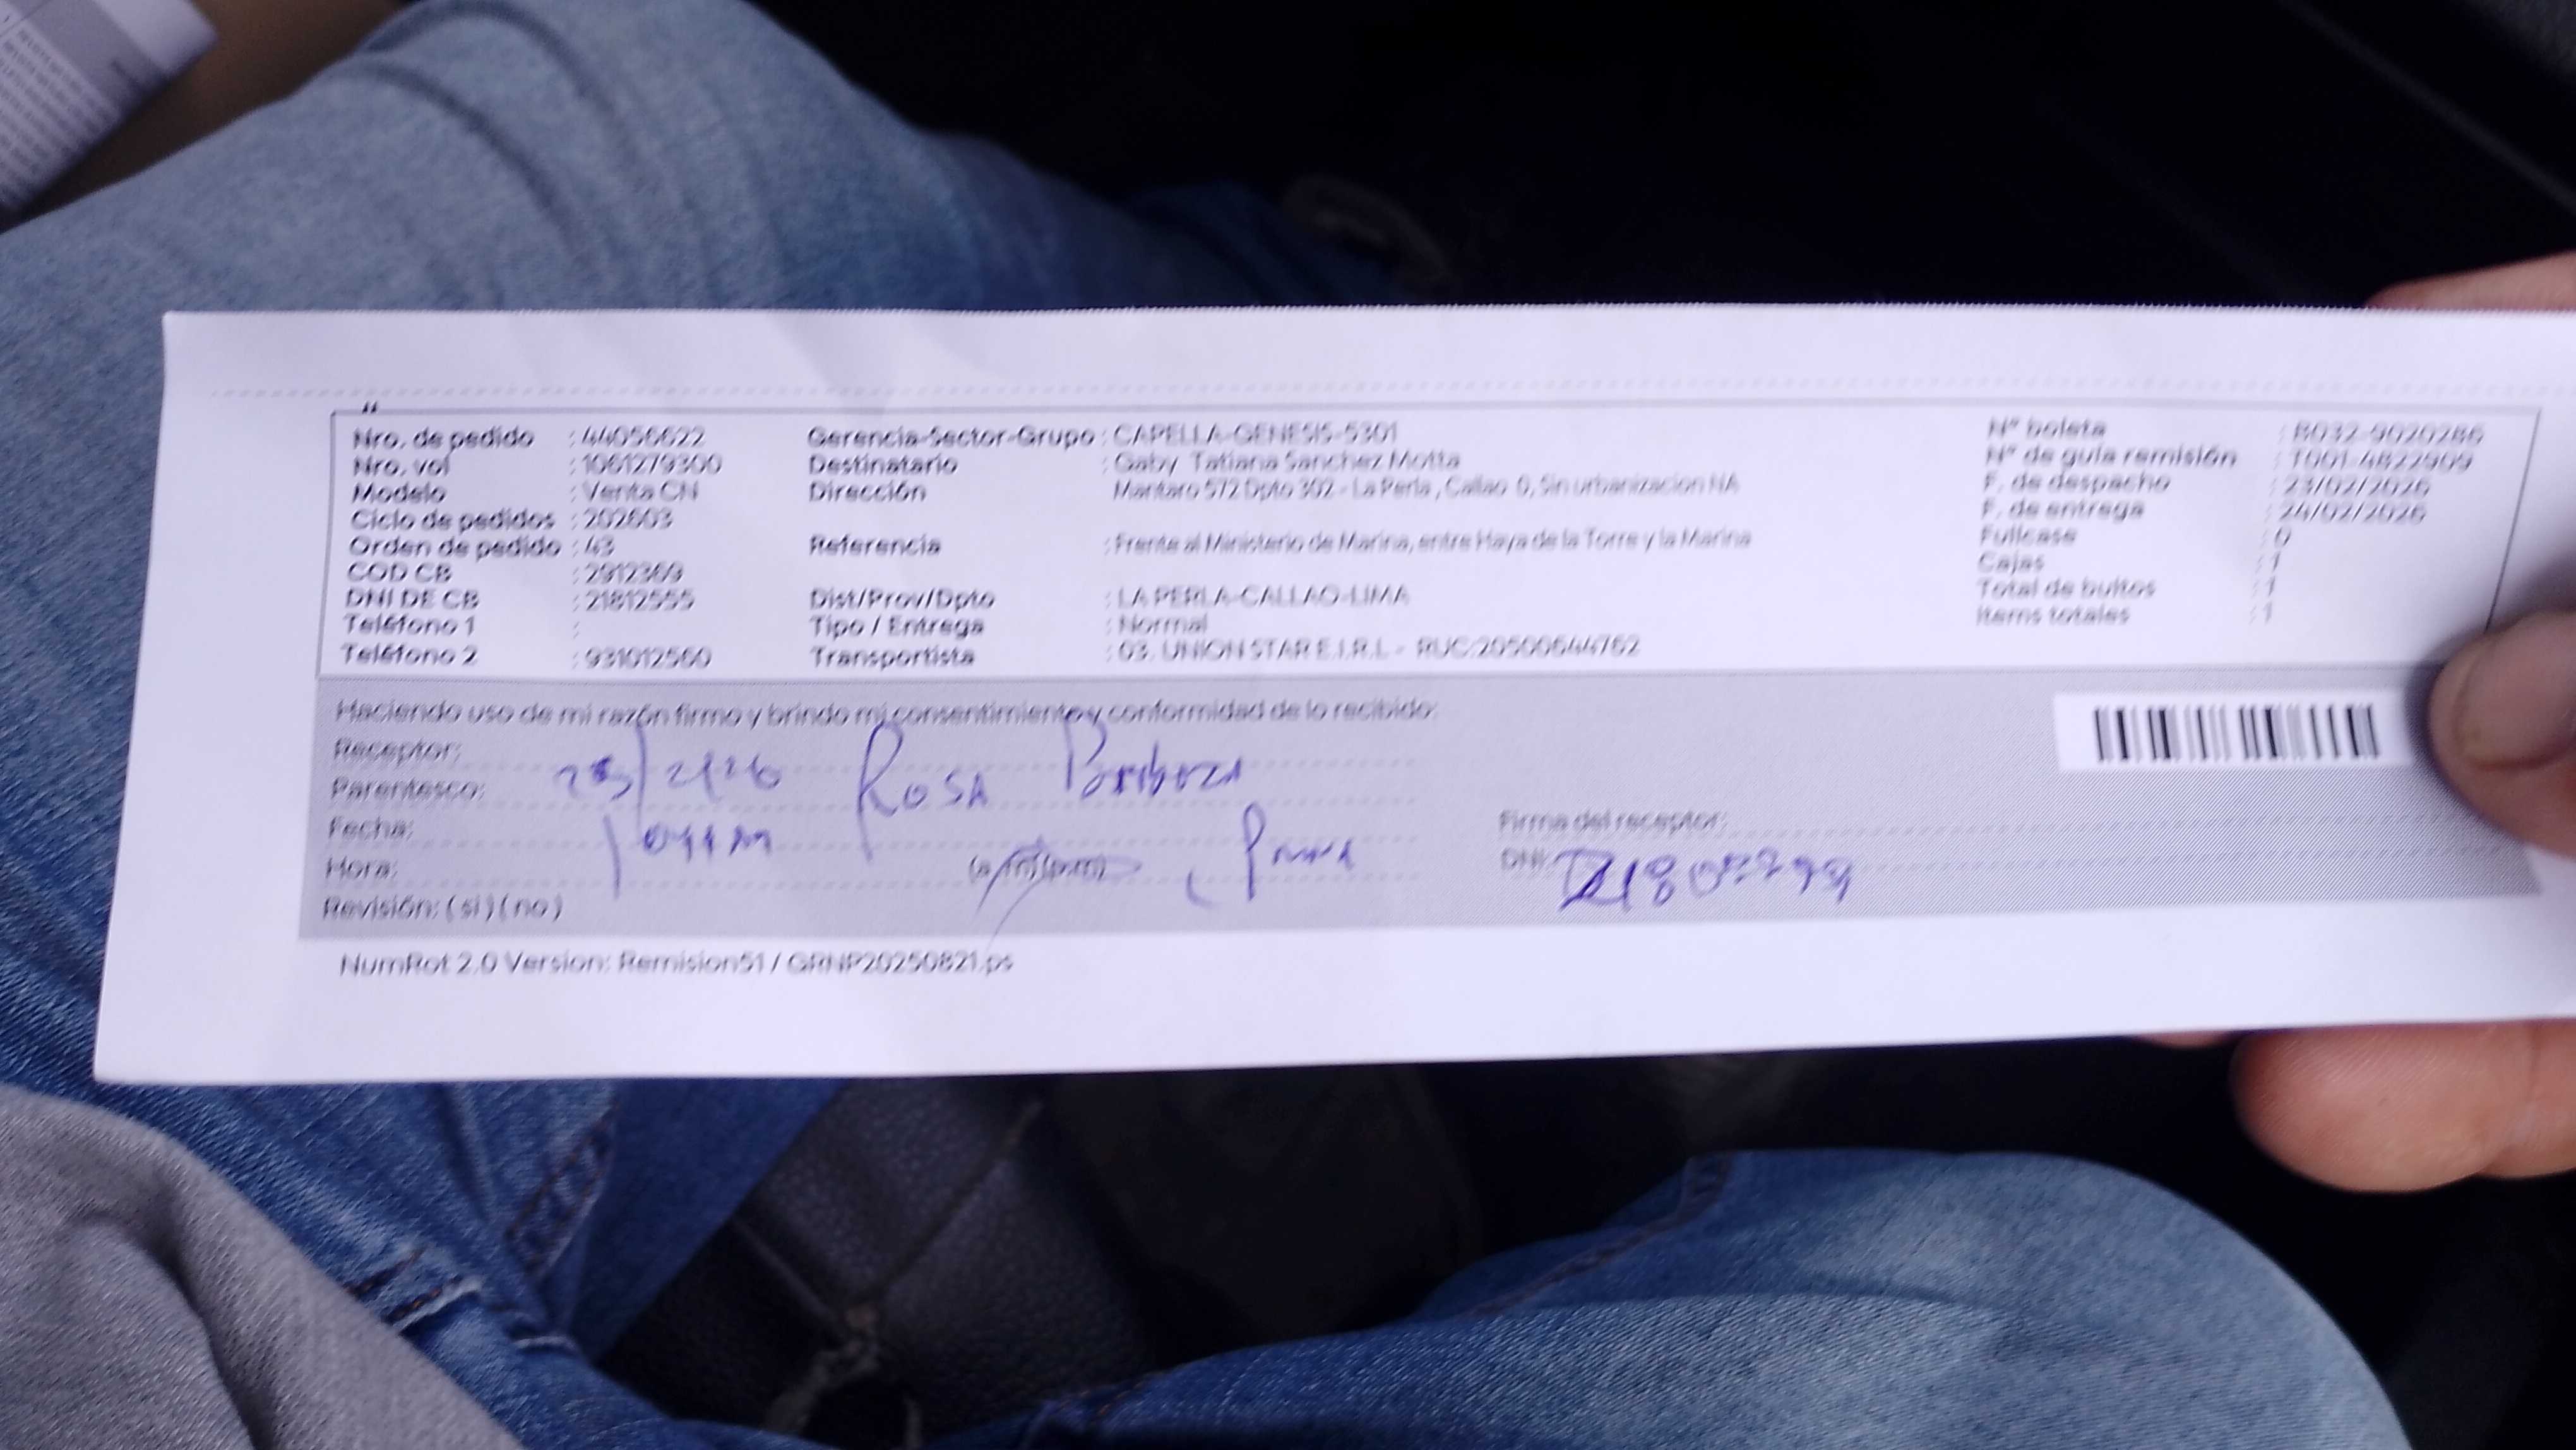 Nro. de pedido : 44056622
Nro. vol : 1061279300
Modelo : Venta CN
Ciclo de pedidos : 202603
Orden de pedido : 43
COD CB : 2912369
DNI DE CB : 21812555
Teléfono 1 :
Teléfono 2 : 931012560
Gerencia-Sector-Grupo : CAPELLA-GENESIS-5301
Destinatario : Gaby Tatiana Sanchez Motta
Dirección Mantaro 572 Dpto 302 - La Perla , Callao 0, Sin urbanizacion NA
Referencia : Frente al Ministerio de Marina, entre Haya de la Torre y la Marina
Dist/Prov/Dpto : LA PERLA-CALLAO-LIMA
Tipo / Entrega : Normal
Transportista : 03. UNION STAR E.I.R.L - RUC:20500644762
N° boleta : B032-9020286
N° de guía remisión : T001-4822909
F. de despacho : 23/02/2026
F. de entrega : 24/02/2026
Fullcase : 0
Cajas : 1
Total de bultos : 1
Items totales : 1
Haciendo uso de mi razón firmo y brindo mi consentimiento y conformidad de lo recibido:
Receptor:
Parentesco: Rosa
Fecha:
Hora: (a.m)(p.m)
Revisión: ( si ) ( no )
Firma del receptor:
DNI:
NumRot 2.0 Version: Remision51 / GRNP20250821.ps